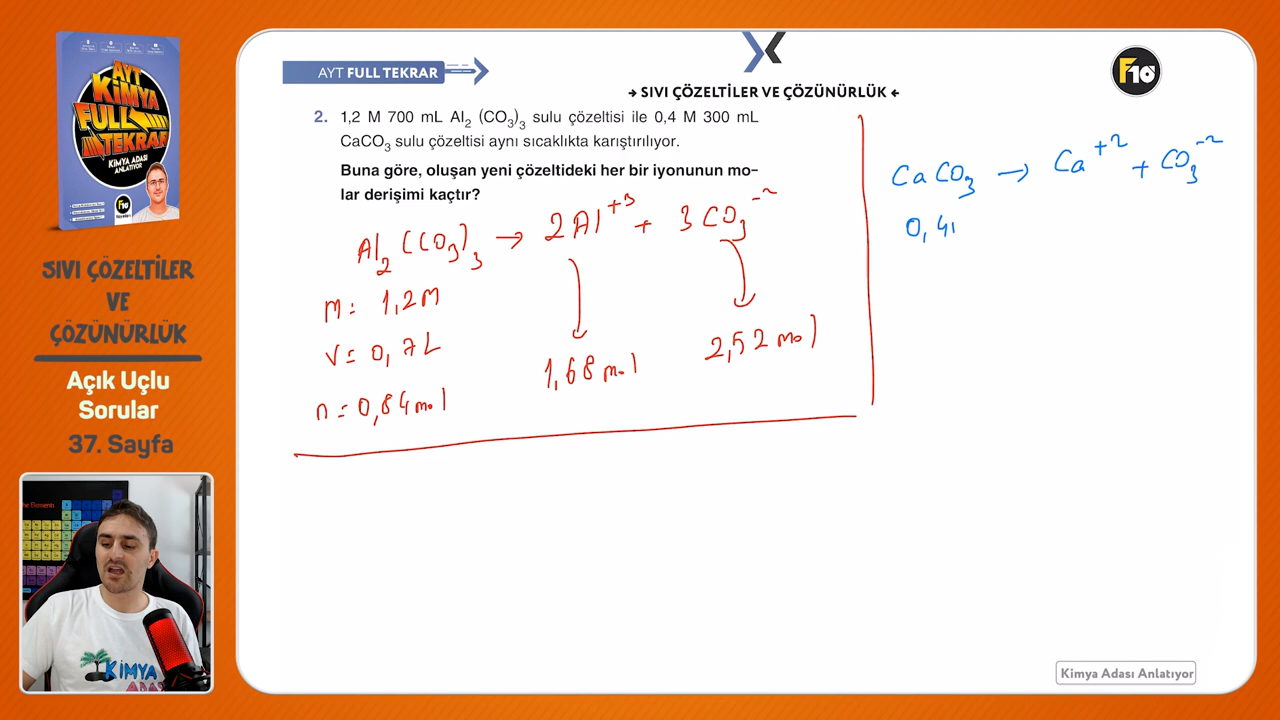 AYT
KİMYA
FULL
TEKRAR
KİMYA ADASI
ANLATIYOR
F10
SIVI ÇÖZELTİLER
VE
ÇÖZÜNÜRLÜK
Açık Uçlu
Sorular
37. Sayfa
KİMYA
ADASI
AYT FULL TEKRAR
F10
→ SIVI ÇÖZELTİLER VE ÇÖZÜNÜRLÜK ←
2. 1,2 M 700 mL Al₂ (CO₃)₃ sulu çözeltisi ile 0,4 M 300 mL
CaCO₃ sulu çözeltisi aynı sıcaklıkta karıştırılıyor.
Buna göre, oluşan yeni çözeltideki her bir iyonunun mo–
lar derişimi kaçtır?
Al₂ (CO₃)₃ → 2Al⁺³ + 3CO₃⁻²
M = 1,2M
V = 0,7L
n = 0,84mol
1,68 mol
2,52 mol
CaCO₃ → Ca⁺² + CO₃⁻²
0,4
Kimya Adası Anlatıyor